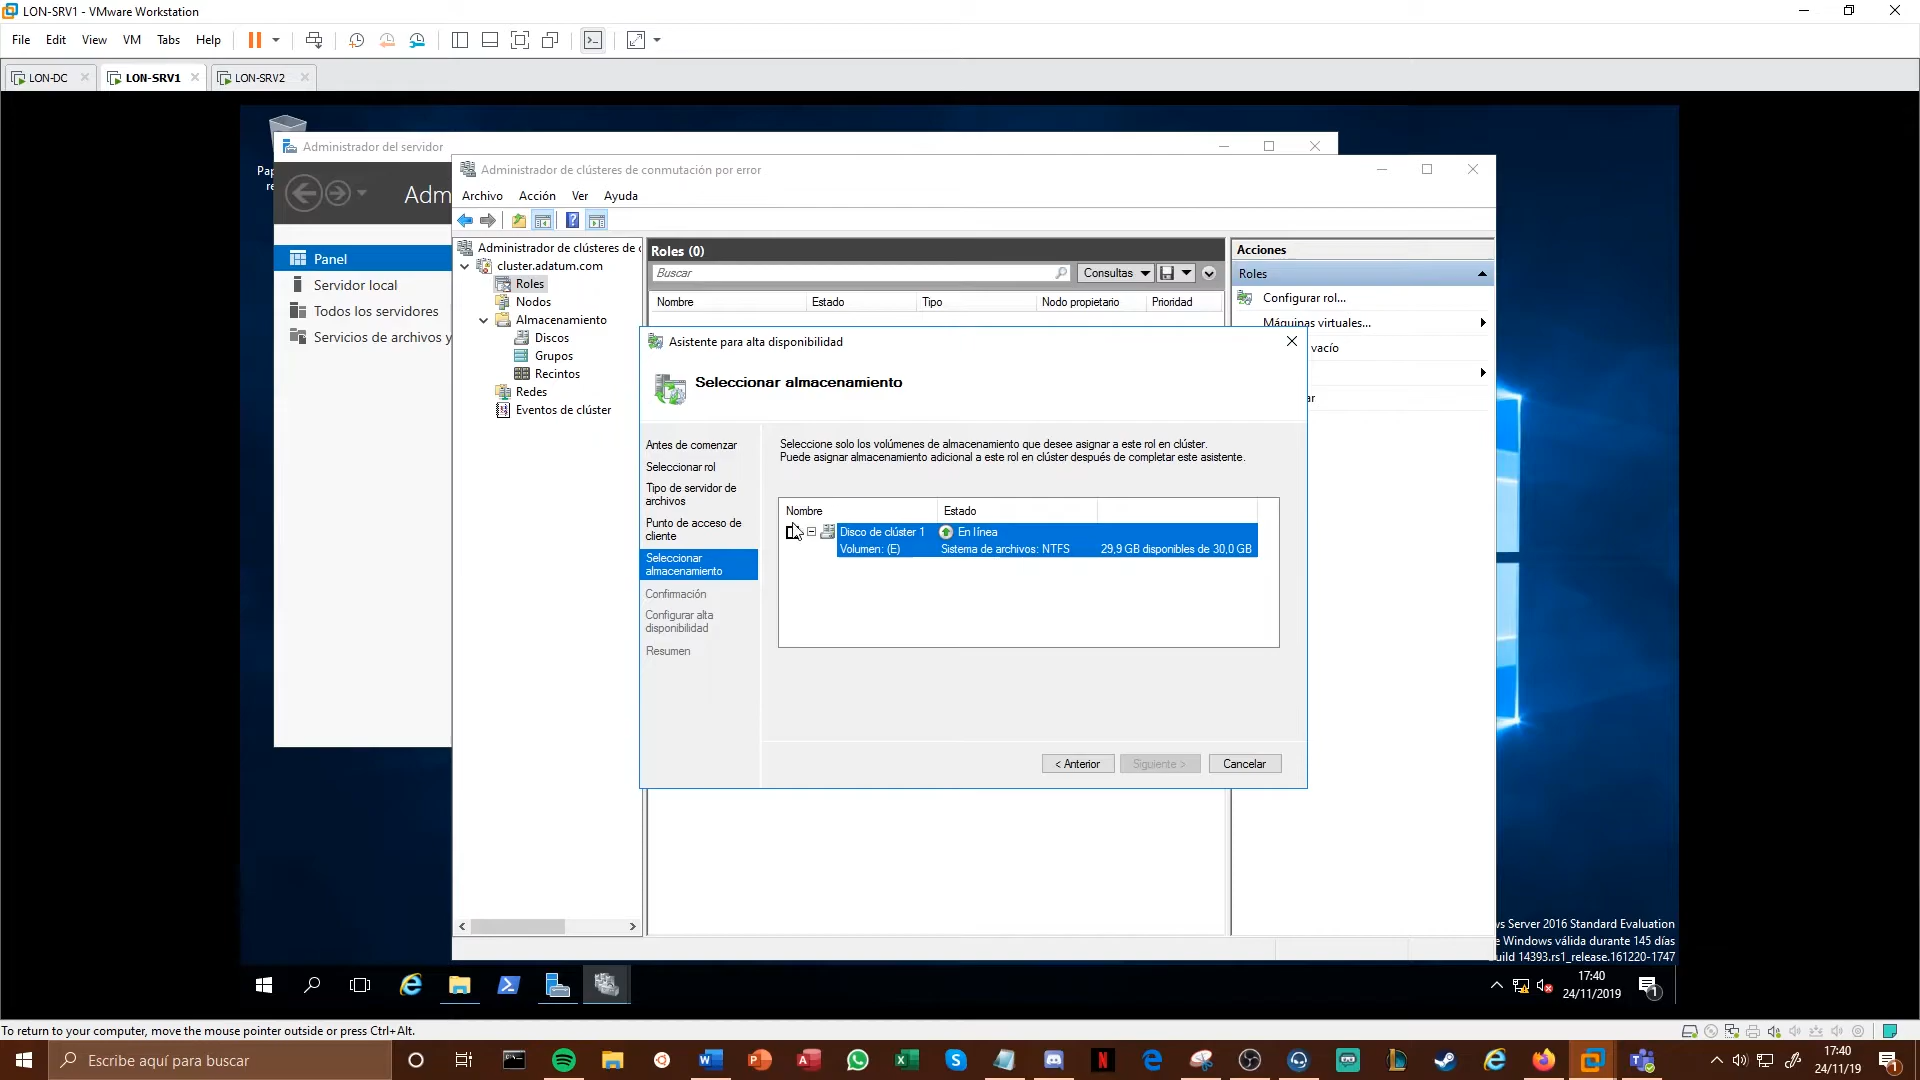 LON-SRV1 - VMware Workstation
File Edit View VM Tabs Help
LON-DC LON-SRV1 LON-SRV2
Administrador del servidor
Adm
Panel
Servidor local
Todos los servidores
Servicios de archivos y
Administrador de clústeres de conmutación por error
Archivo Acción Ver Ayuda
Administrador de clústeres de
cluster.adatum.com
Roles
Nodos
Almacenamiento
Discos
Grupos
Recintos
Redes
Eventos de clúster
Roles (0)
Buscar
Consultas
Nombre Estado Tipo Nodo propietario Prioridad
Acciones
Roles
Configurar rol...
Máquinas virtuales...
vacío
ar
Asistente para alta disponibilidad
Seleccionar almacenamiento
Antes de comenzar
Seleccionar rol
Tipo de servidor de
archivos
Punto de acceso de
cliente
Seleccionar
almacenamiento
Confirmación
Configurar alta
disponibilidad
Resumen
Seleccione solo los volúmenes de almacenamiento que desee asignar a este rol en clúster.
Puede asignar almacenamiento adicional a este rol en clúster después de completar este asistente.
Nombre Estado
Disco de clúster 1 En línea
Volumen: (E) Sistema de archivos: NTFS 29,9 GB disponibles de 30,0 GB
< Anterior Siguiente > Cancelar
vs Server 2016 Standard Evaluation
e Windows válida durante 145 días
uild 14393.rs1_release.161220-1747
17:40
24/11/2019
1
To return to your computer, move the mouse pointer outside or press Ctrl+Alt.
Escribe aquí para buscar
17:40
24/11/19
1